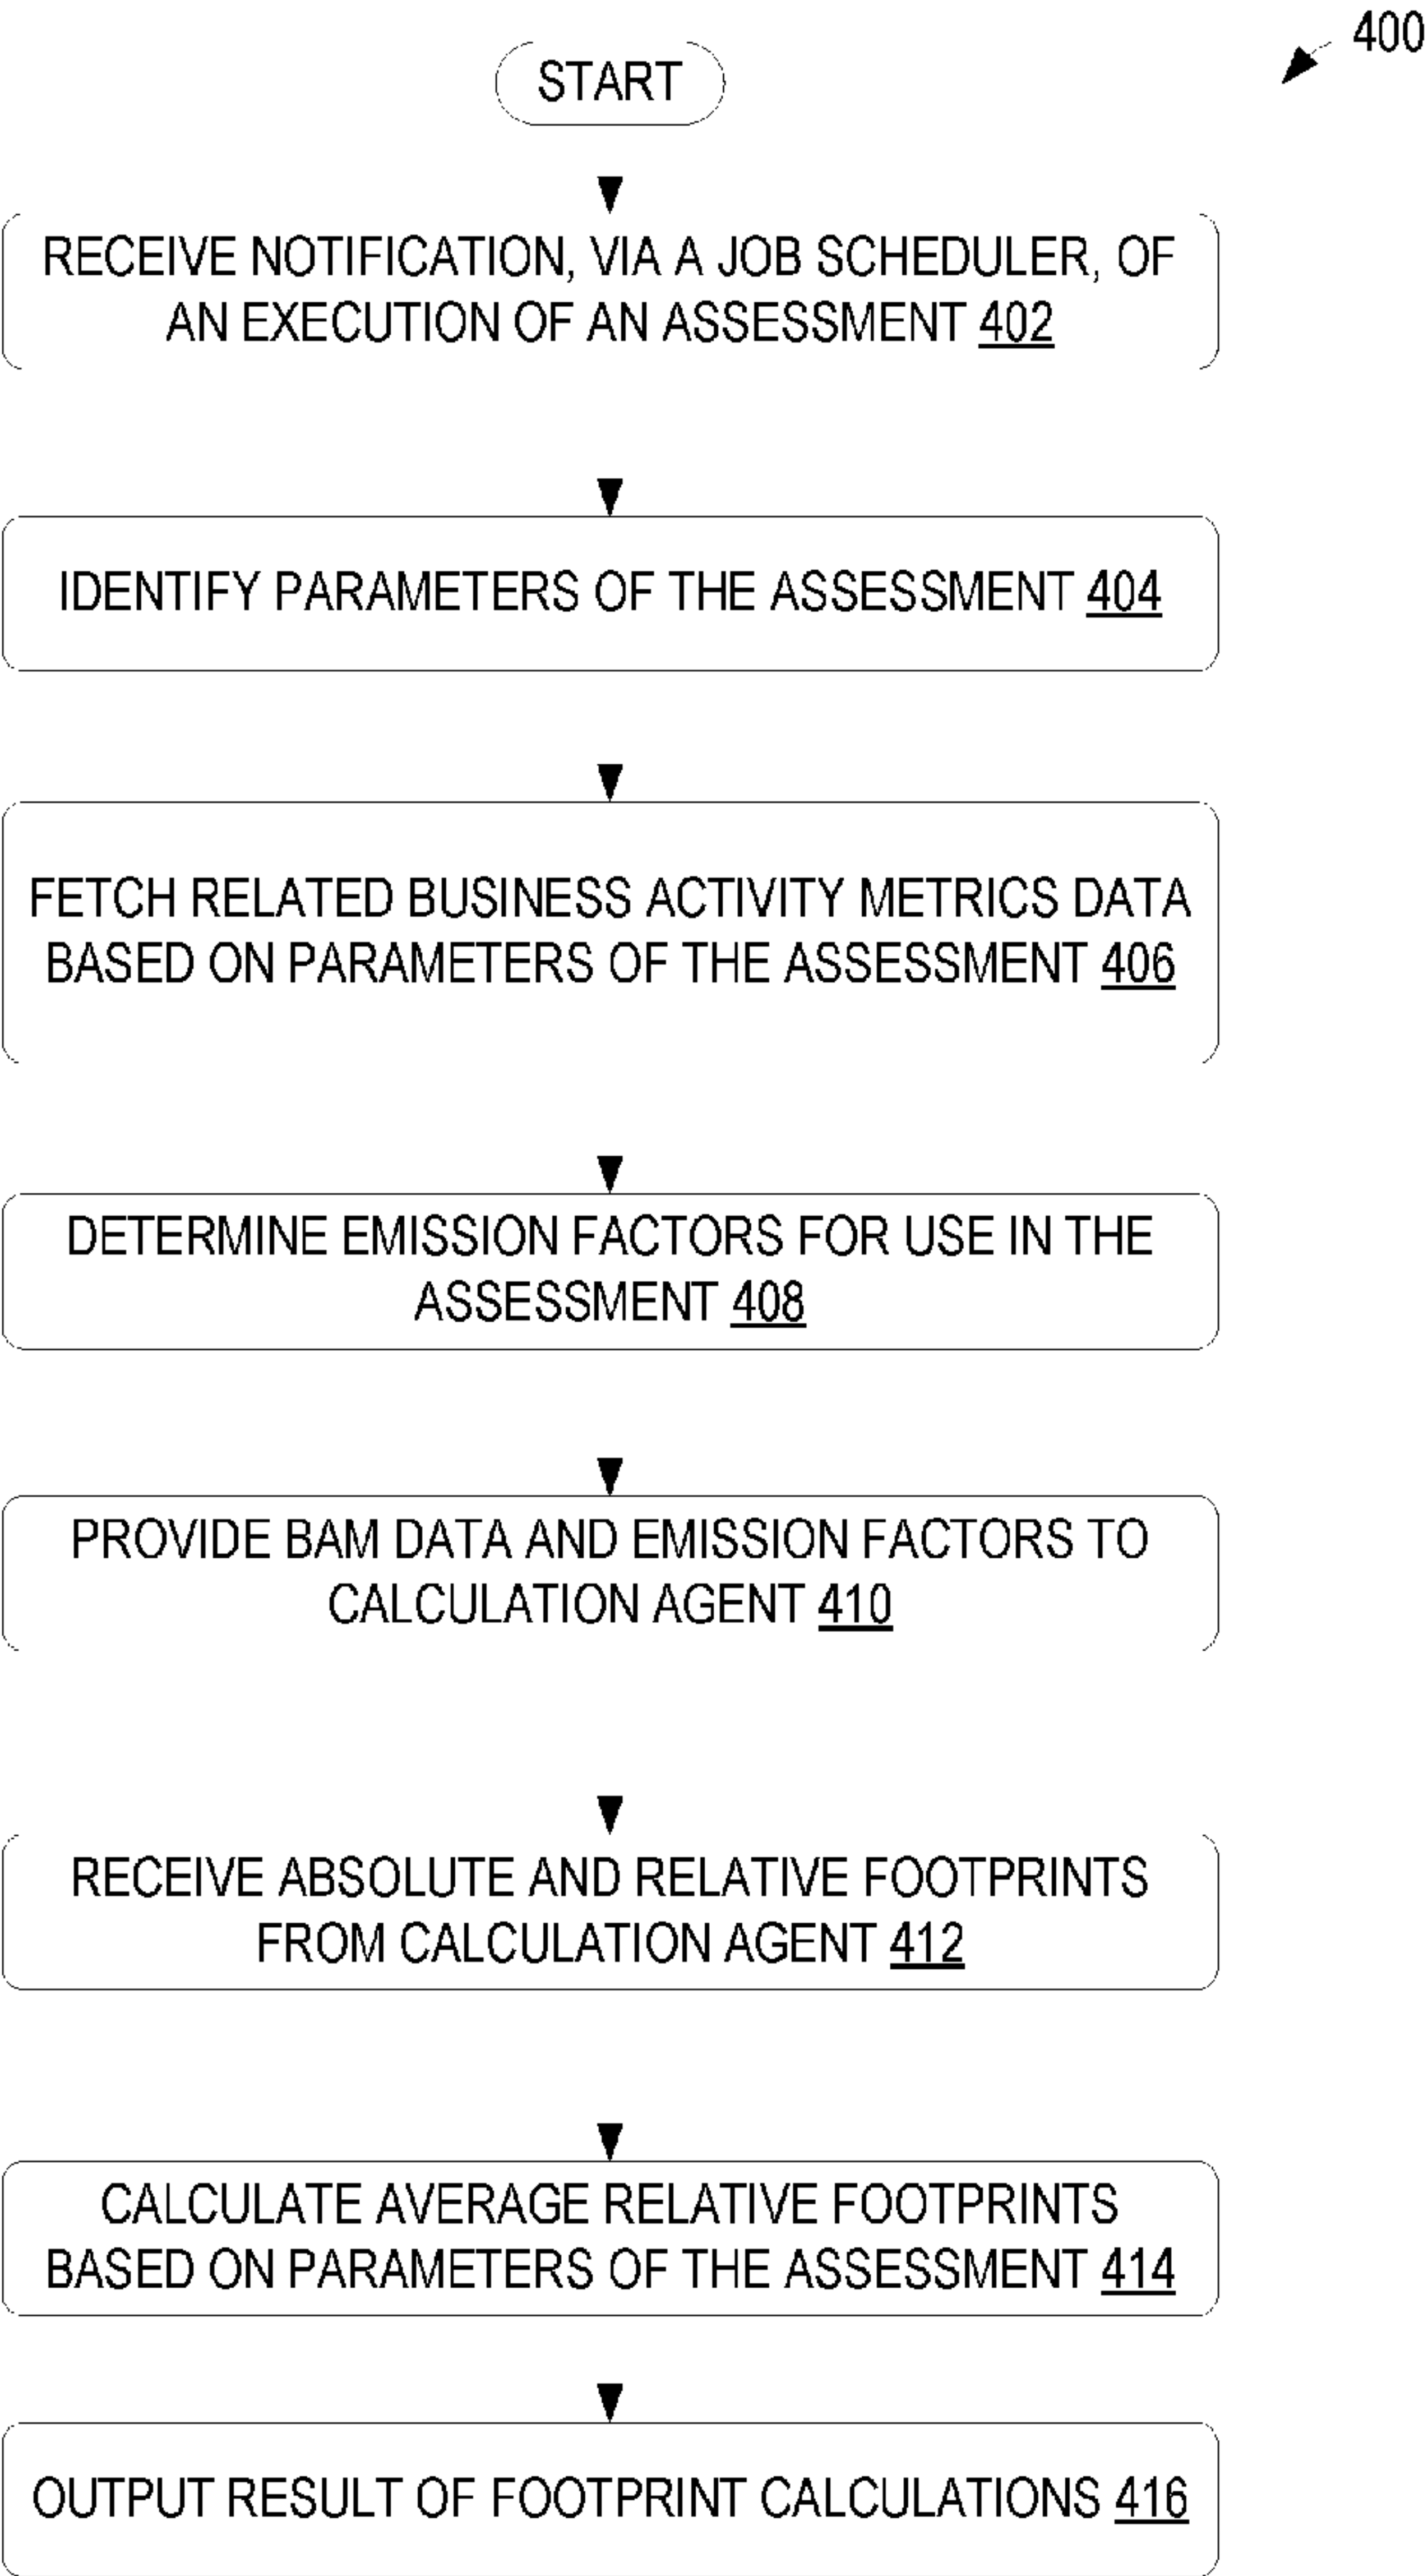 400
START
RECEIVE NOTIFICATION, VIA A JOB SCHEDULER, OF
AN EXECUTION OF AN ASSESSMENT 402
IDENTIFY PARAMETERS OF THE ASSESSMENT 404
FETCH RELATED BUSINESS ACTIVITY METRICS DATA
BASED ON PARAMETERS OF THE ASSESSMENT 406
DETERMINE EMISSION FACTORS FOR USE IN THE
ASSESSMENT 408
PROVIDE BAM DATA AND EMISSION FACTORS TO
CALCULATION AGENT 410
RECEIVE ABSOLUTE AND RELATIVE FOOTPRINTS
FROM CALCULATION AGENT 412
CALCULATE AVERAGE RELATIVE FOOTPRINTS
BASED ON PARAMETERS OF THE ASSESSMENT 414
OUTPUT RESULT OF FOOTPRINT CALCULATIONS 416